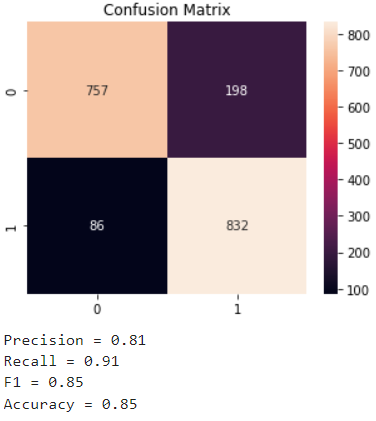 Confusion Matrix
800
0 757 198
700
600
500
400
300
1 86 832
200
100
0 1
Precision = 0.81
Recall = 0.91
F1 = 0.85
Accuracy = 0.85